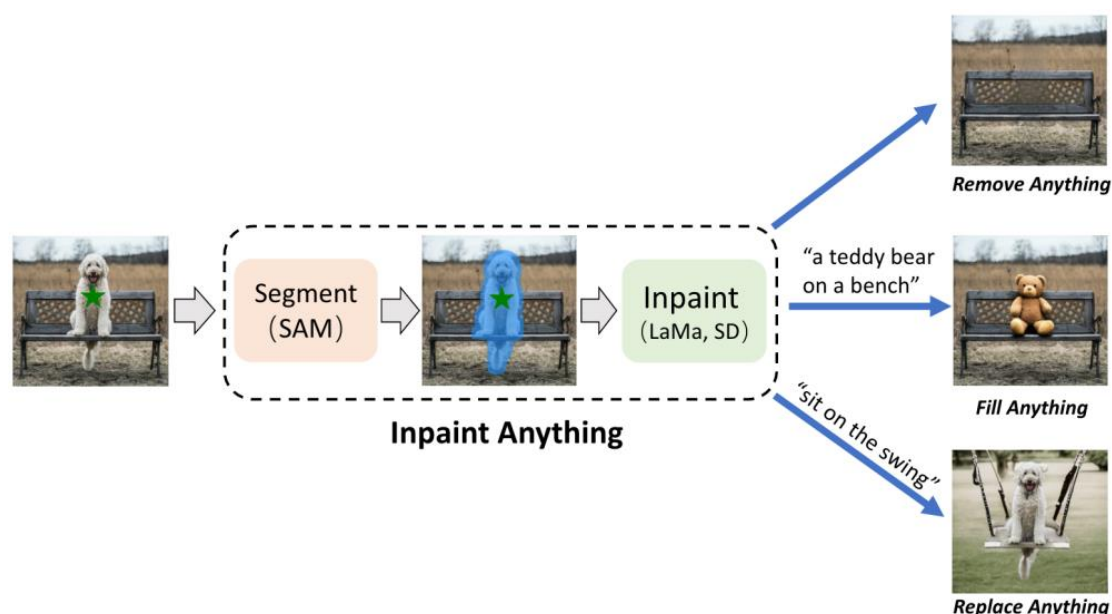 Segment
(SAM)
Inpaint
(LaMa, SD)
Inpaint Anything
Remove Anything
“a teddy bear
on a bench”
Fill Anything
“sit on the swing”
Replace Anything